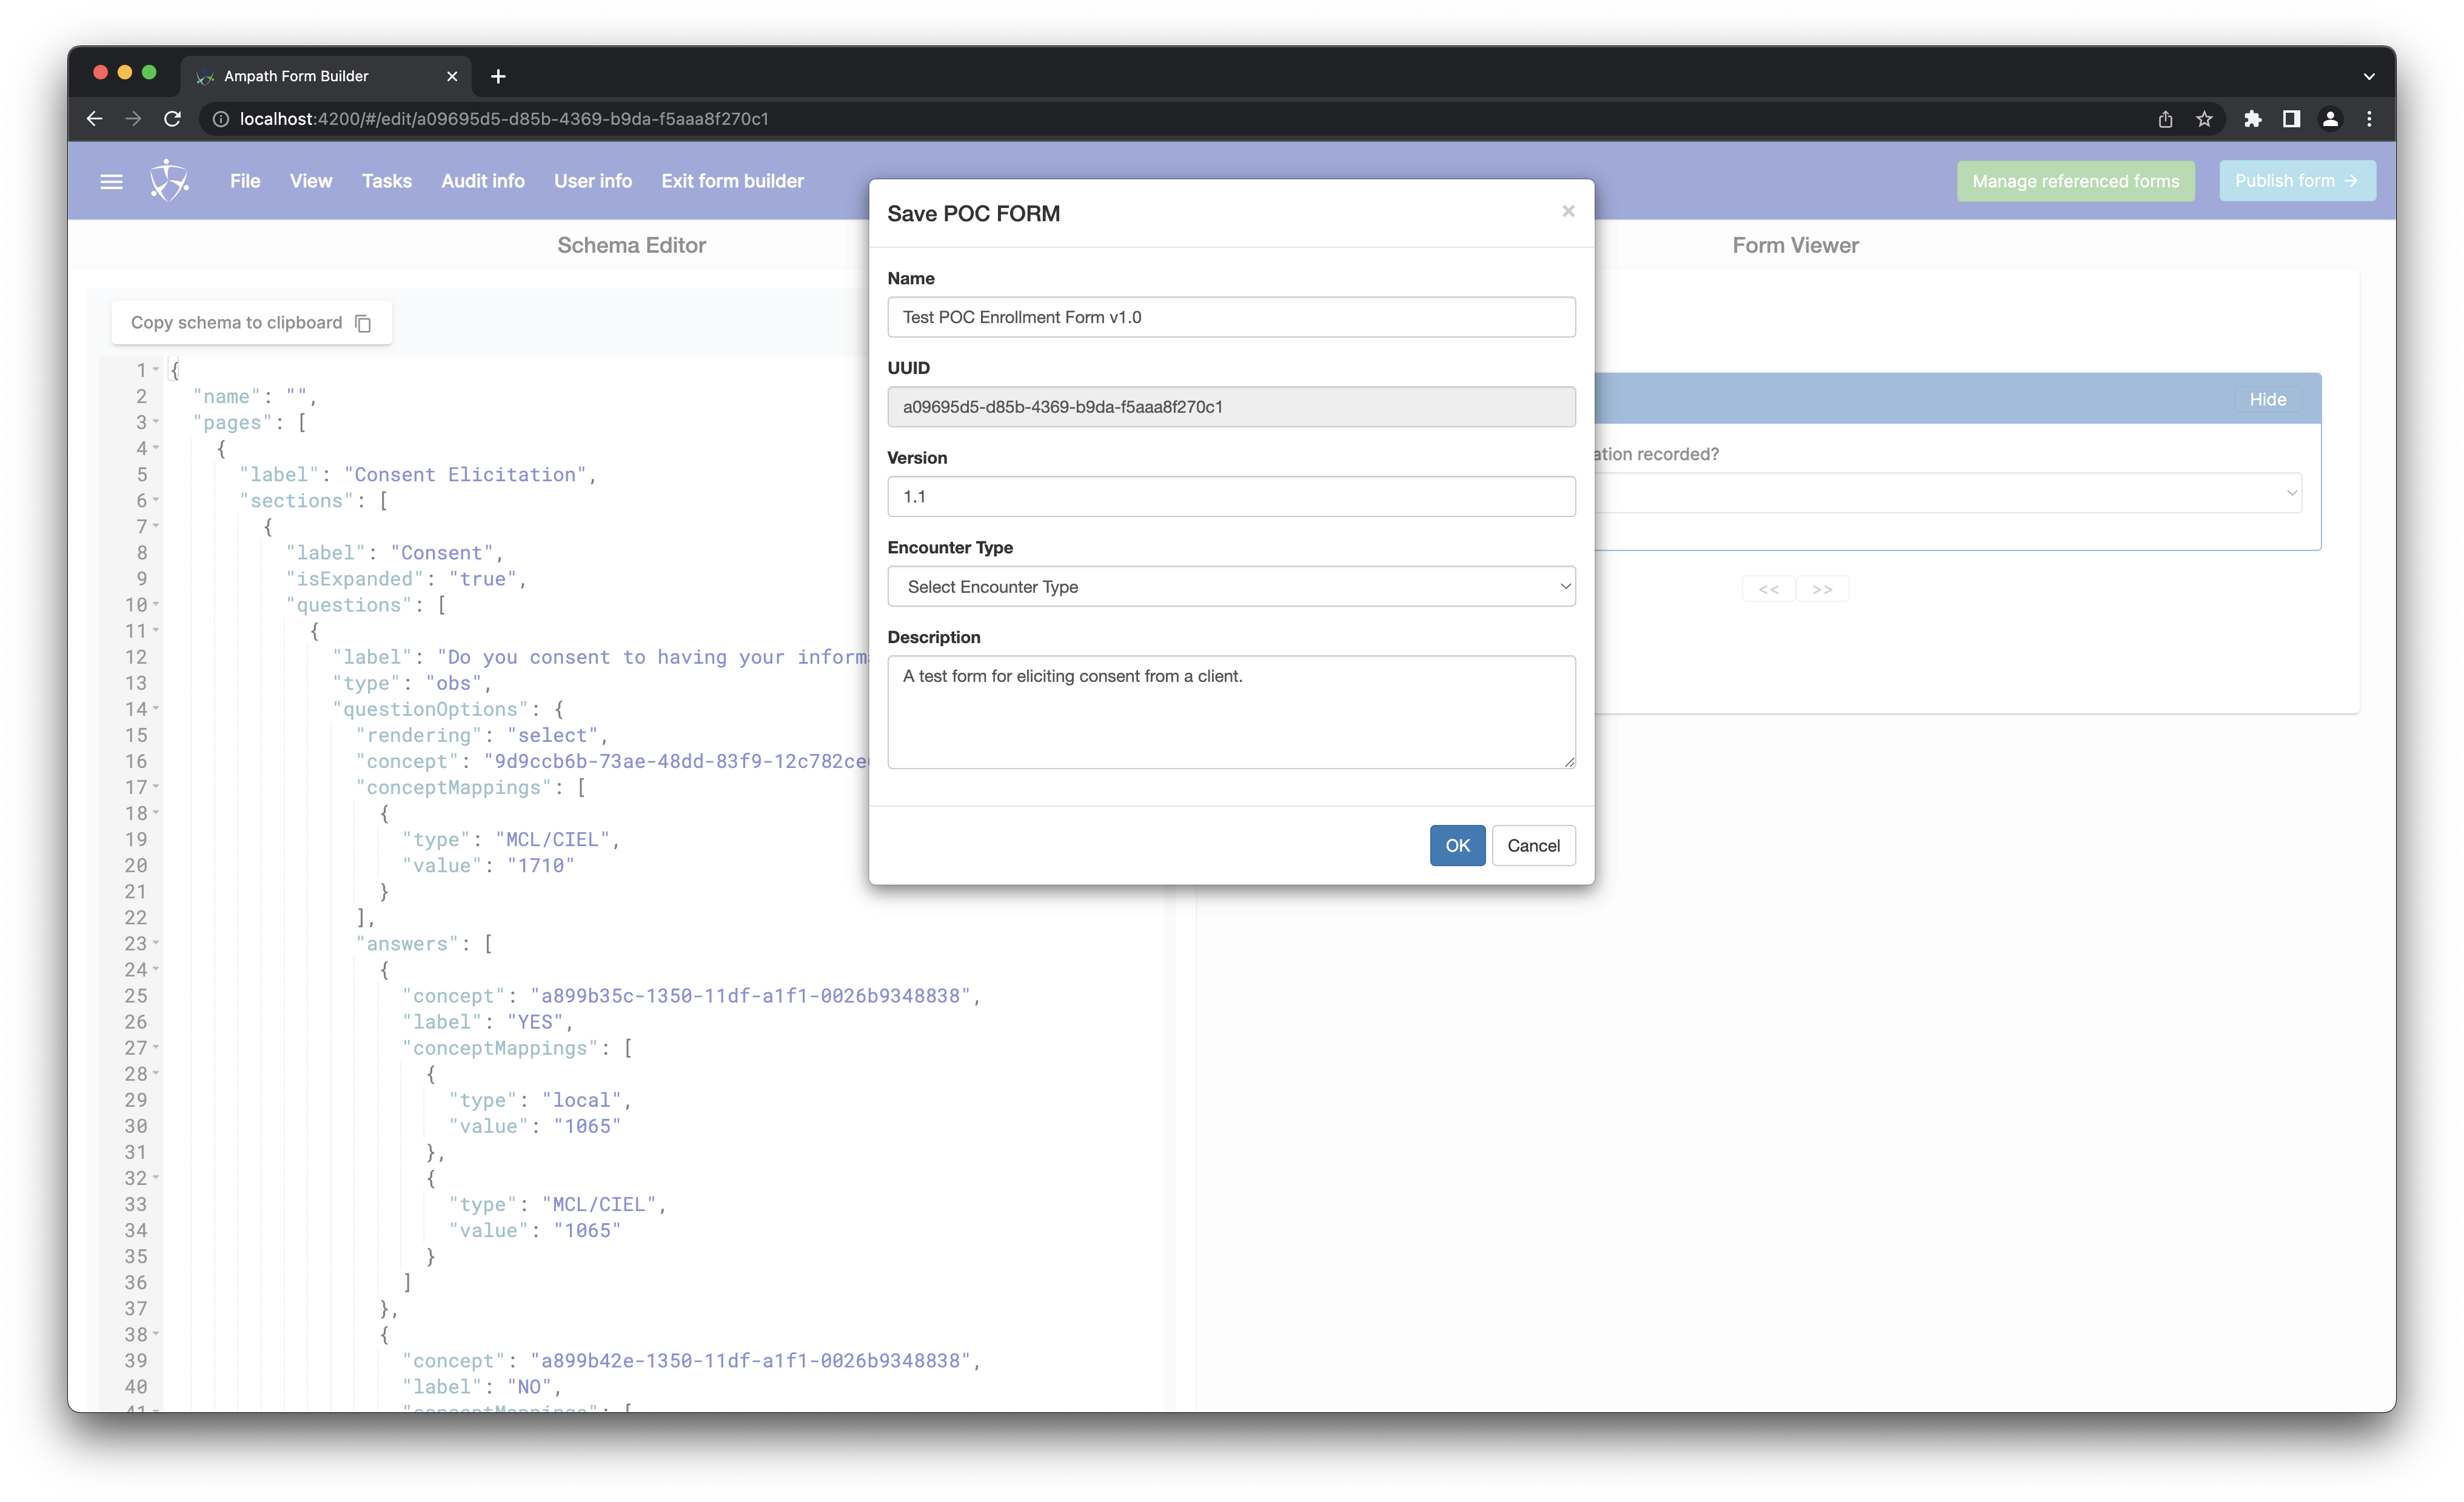 Ampath Form Builder
localhost:4200/#/edit/a09695d5-d85b-4369-b9da-f5aaa8f270c1
File View Tasks Audit info User info Exit form builder
Manage referenced forms
Publish form
Schema Editor
Form Viewer
Copy schema to clipboard
1 {
2 "name": "",
3 "pages": [
4 {
5 "label": "Consent Elicitation",
6 "sections": [
7 {
8 "label": "Consent",
9 "isExpanded": "true",
10 "questions": [
11 {
12 "label": "Do you consent to having your inform
13 "type": "obs",
14 "questionOptions": {
15 "rendering": "select",
16 "concept": "9d9ccb6b-73ae-48dd-83f9-12c782ce
17 "conceptMappings": [
18 {
19 "type": "MCL/CIEL",
20 "value": "1710"
21 }
22 ],
23 "answers": [
24 {
25 "concept": "a899b35c-1350-11df-a1f1-0026b9348838",
26 "label": "YES",
27 "conceptMappings": [
28 {
29 "type": "local",
30 "value": "1065"
31 },
32 {
33 "type": "MCL/CIEL",
34 "value": "1065"
35 }
36 ]
37 },
38 {
39 "concept": "a899b42e-1350-11df-a1f1-0026b9348838",
40 "label": "NO",
41 "conceptMappings": [
Save POC FORM
×
Name
Test POC Enrollment Form v1.0
UUID
a09695d5-d85b-4369-b9da-f5aaa8f270c1
Version
1.1
Encounter Type
Select Encounter Type
Description
A test form for eliciting consent from a client.
OK
Cancel
Hide
ation recorded?
<< >>